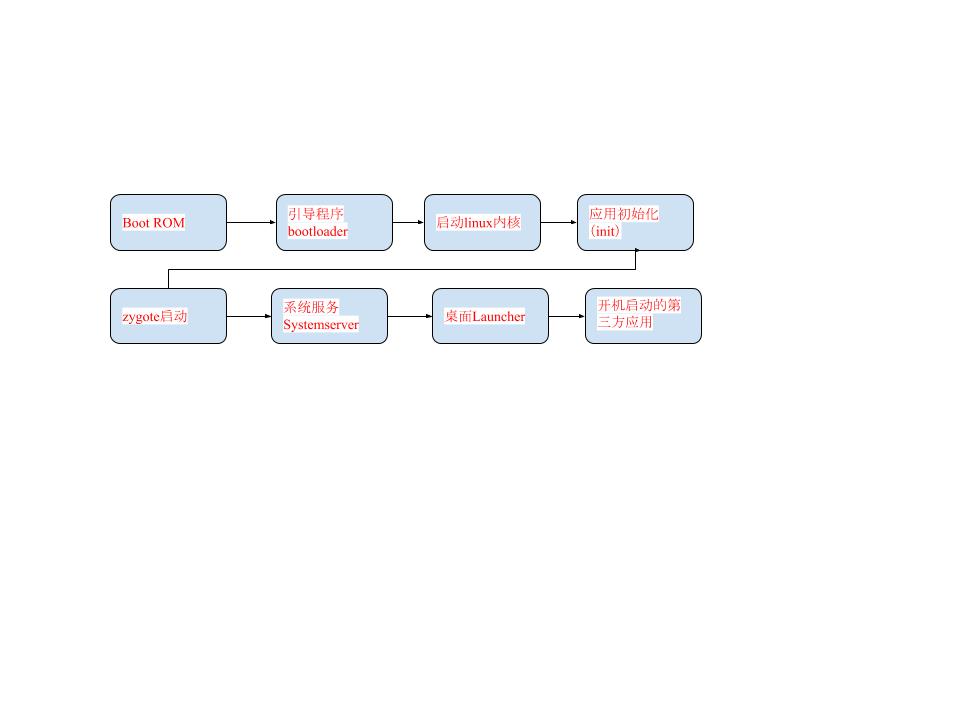 Boot ROM
引导程序
bootloader
启动linux内核
应用初始化
(init)
zygote启动
系统服务
Systemserver
桌面Launcher
开机启动的第
三方应用